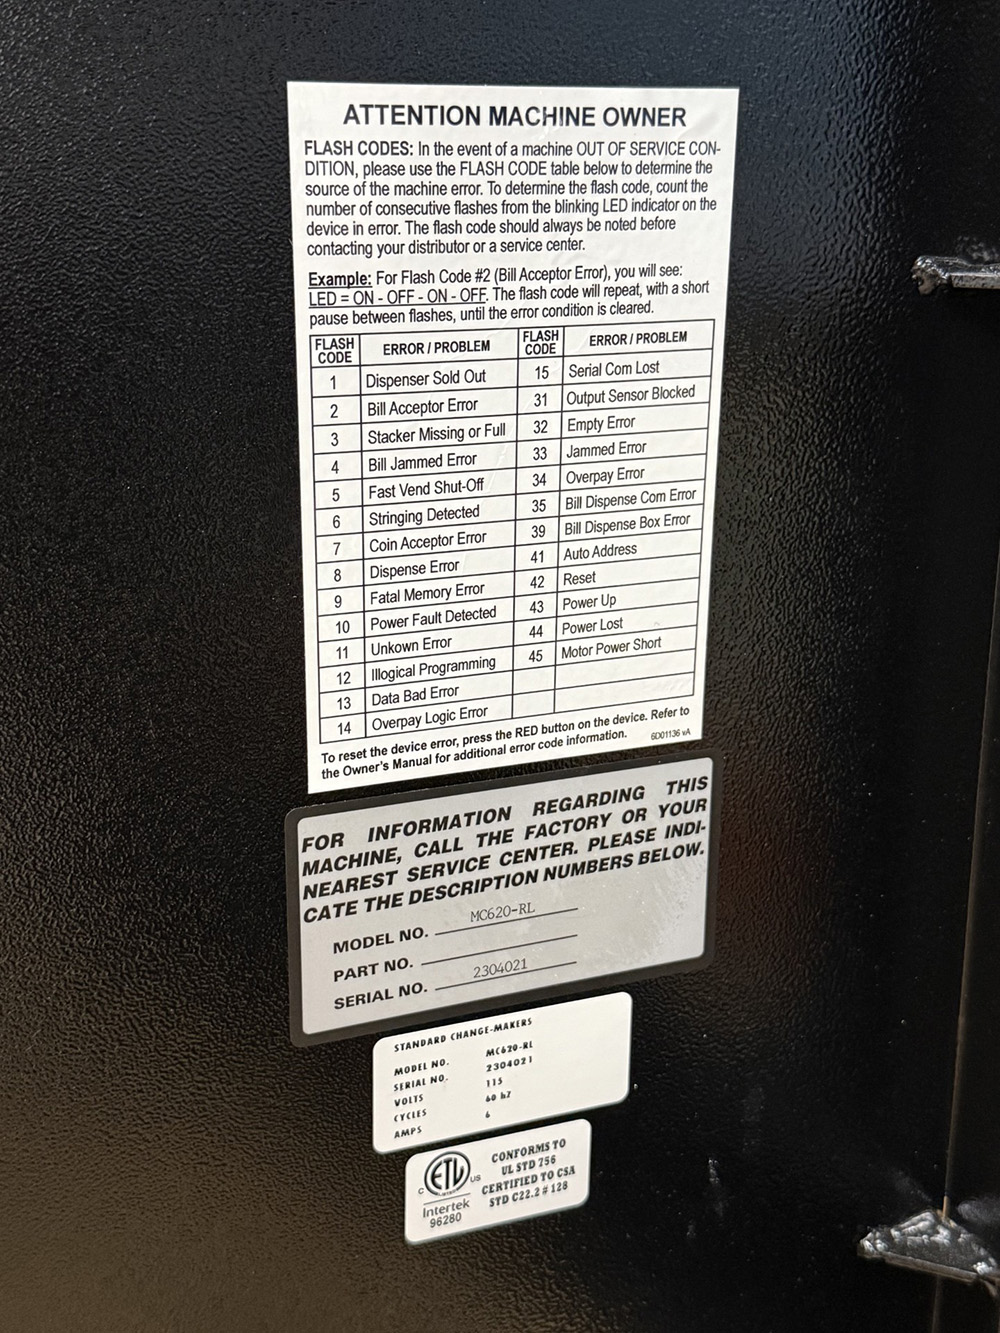 ATTENTION MACHINE OWNER
FLASH CODES: In the event of a machine OUT OF SERVICE CON-
DITION, please use the FLASH CODE table below to determine the
source of the machine error. To determine the flash code, count the
number of consecutive flashes from the blinking LED indicator on the
device in error. The flash code should always be noted before
contacting your distributor or a service center.
Example: For Flash Code #2 (Bill Acceptor Error), you will see:
LED = ON - OFF - ON - OFF. The flash code will repeat, with a short
pause between flashes, until the error condition is cleared.
FLASH CODE ERROR / PROBLEM FLASH CODE ERROR / PROBLEM
1 Dispenser Sold Out 15 Serial Com Lost
2 Bill Acceptor Error 31 Output Sensor Blocked
3 Stacker Missing or Full 32 Empty Error
4 Bill Jammed Error 33 Jammed Error
5 Fast Vend Shut-Off 34 Overpay Error
6 Stringing Detected 35 Bill Dispense Com Error
7 Coin Acceptor Error 39 Bill Dispense Box Error
8 Dispense Error 41 Auto Address
9 Fatal Memory Error 42 Reset
10 Power Fault Detected 43 Power Up
11 Unkown Error 44 Power Lost
12 Illogical Programming 45 Motor Power Short
13 Data Bad Error
14 Overpay Logic Error
To reset the device error, press the RED button on the device. Refer to
the Owner's Manual for additional error code information. 6D01136 vA
FOR INFORMATION REGARDING THIS
MACHINE, CALL THE FACTORY OR YOUR
NEAREST SERVICE CENTER. PLEASE INDI-
CATE THE DESCRIPTION NUMBERS BELOW.
MODEL NO. MC620-RL
PART NO.
SERIAL NO. 2304021
STANDARD CHANGE-MAKERS
MODEL NO. MC620-RL
SERIAL NO. 2304021
VOLTS 115
CYCLES 60 hZ
AMPS 6
C ETL US
LISTED
Intertek
96280
CONFORMS TO
UL STD 756
CERTIFIED TO CSA
STD C22.2 # 128